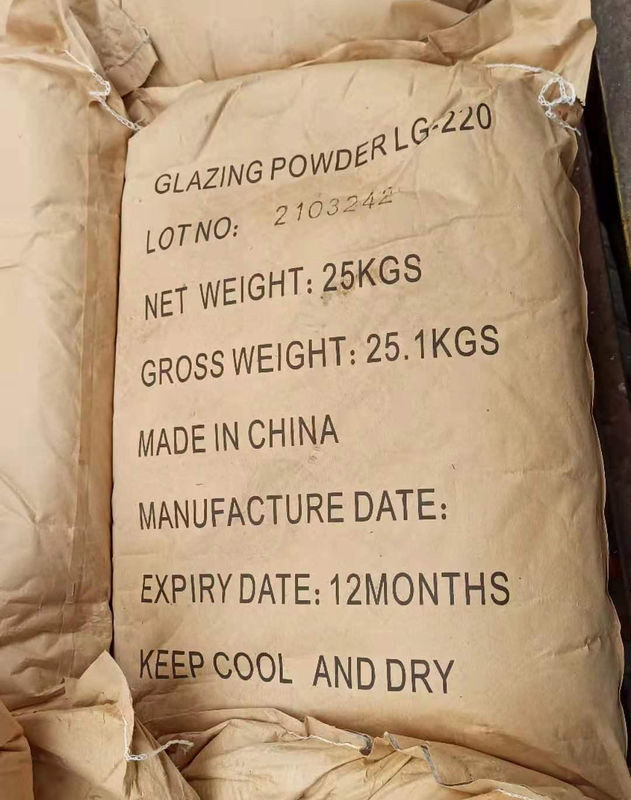 GLAZING POWDER LG-220
LOT NO: 2103242
NET WEIGHT: 25KGS
GROSS WEIGHT: 25.1KGS
MADE IN CHINA
MANUFACTURE DATE:
EXPIRY DATE: 12MONTHS
KEEP COOL AND DRY